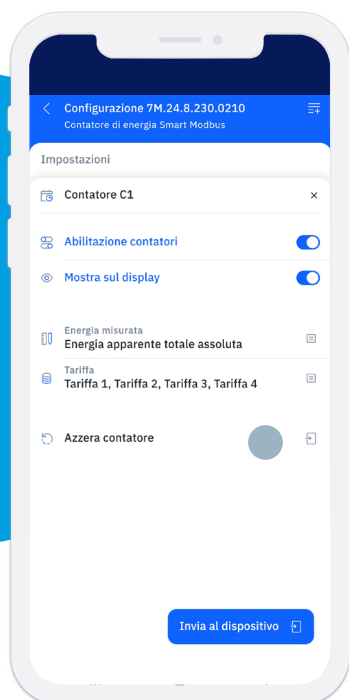 Configurazione 7M.24.8.230.0210
Contatore di energia Smart Modbus
Impostazioni
Contatore C1
Abilitazione contatori
Mostra sul display
Energia misurata
Energia apparente totale assoluta
Tariffa
Tariffa 1, Tariffa 2, Tariffa 3, Tariffa 4
Azzera contatore
Invia al dispositivo